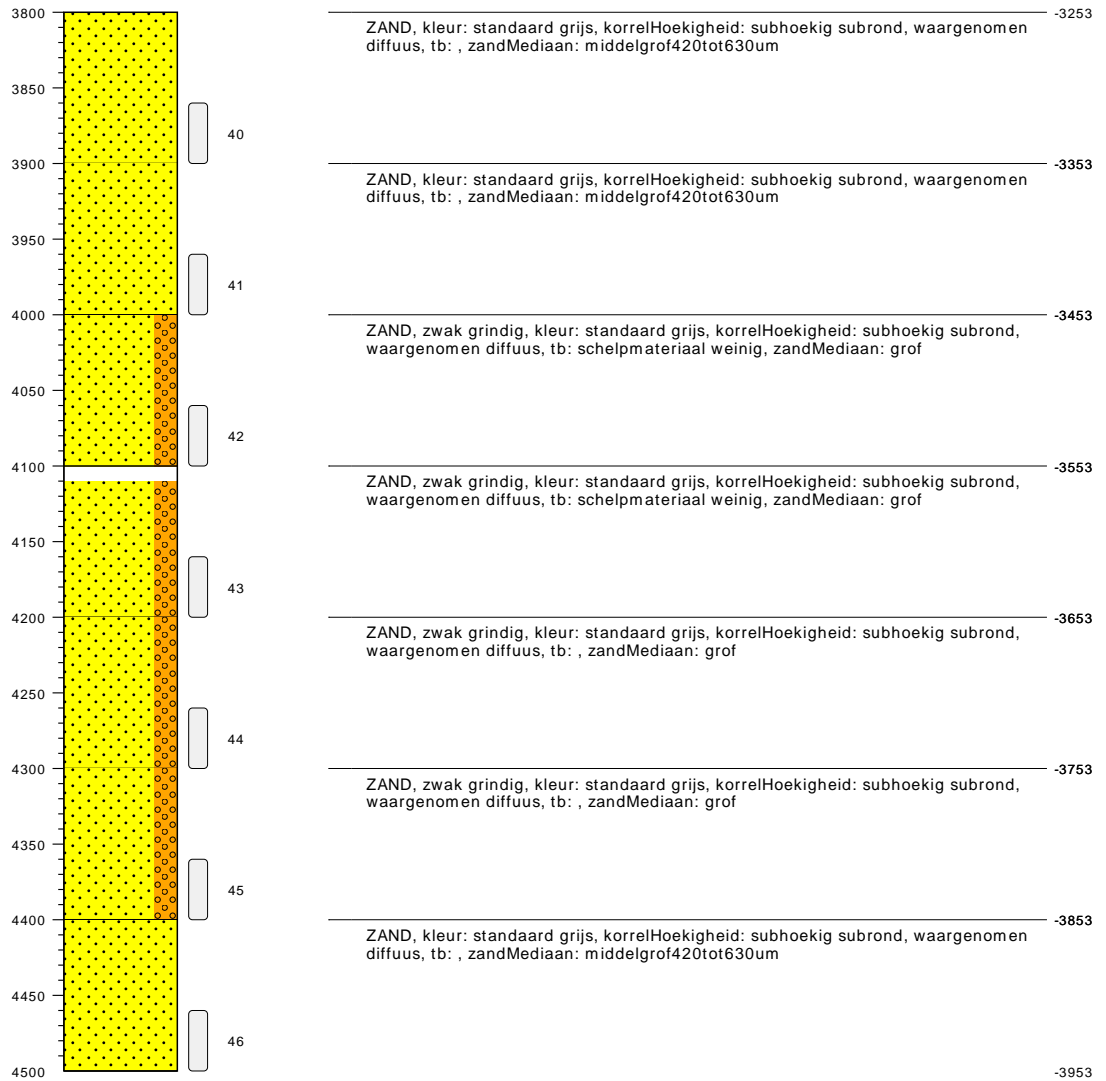 3800
-3253
ZAND, kleur: standaard grijs, korrelHoekigheid: subhoekig subrond, waargenomen
diffuus, tb: , zandMediaan: middelgrof420tot630um
3850
40
3900
-3353
ZAND, kleur: standaard grijs, korrelHoekigheid: subhoekig subrond, waargenomen
diffuus, tb: , zandMediaan: middelgrof420tot630um
3950
41
4000
-3453
ZAND, zwak grindig, kleur: standaard grijs, korrelHoekigheid: subhoekig subrond,
waargenomen diffuus, tb: schelpmateriaal weinig, zandMediaan: grof
4050
42
4100
-3553
ZAND, zwak grindig, kleur: standaard grijs, korrelHoekigheid: subhoekig subrond,
waargenomen diffuus, tb: schelpmateriaal weinig, zandMediaan: grof
4150
43
4200
-3653
ZAND, zwak grindig, kleur: standaard grijs, korrelHoekigheid: subhoekig subrond,
waargenomen diffuus, tb: , zandMediaan: grof
4250
44
4300
-3753
ZAND, zwak grindig, kleur: standaard grijs, korrelHoekigheid: subhoekig subrond,
waargenomen diffuus, tb: , zandMediaan: grof
4350
45
4400
-3853
ZAND, kleur: standaard grijs, korrelHoekigheid: subhoekig subrond, waargenomen
diffuus, tb: , zandMediaan: middelgrof420tot630um
4450
46
4500
-3953